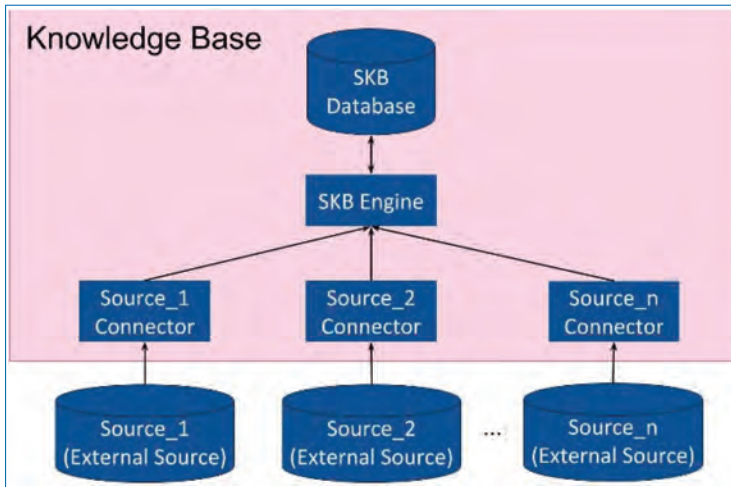 Knowledge Base
SKB
Database
SKB Engine
Source_1
Connector
Source_2
Connector
Source_n
Connector
Source_1
(External Source)
Source_2
(External Source)
...
Source_n
(External Source)